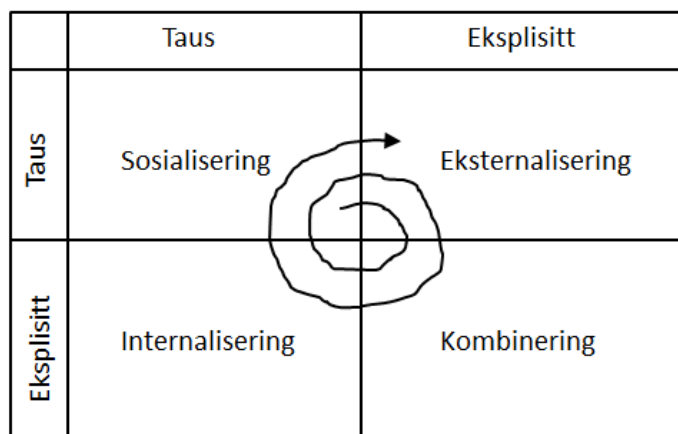 Taus Eksplisitt
Taus
Sosialisering Eksternalisering
Eksplisitt
Internalisering Kombinering